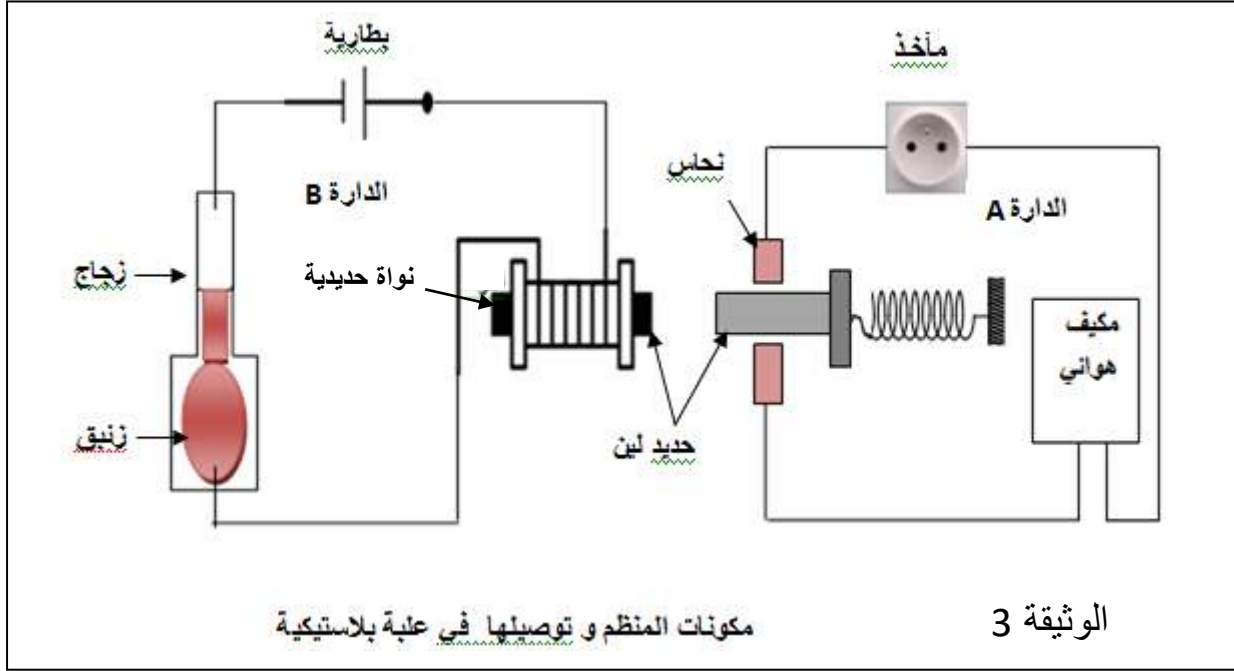 بطارية
مأخذ
نحاس
الدارة B
الدارة A
زجاج
نواة حديدية
مكيف
هوائي
زئبق
حديد لين
مكونات المنظم و توصيلها في علبة بلاستيكية
الوثيقة 3